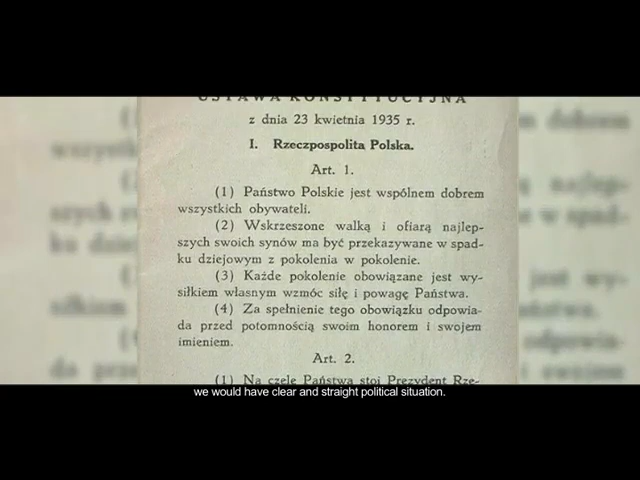 USTAWA KONSTYTUCYJNA
z dnia 23 kwietnia 1935 r.
I. Rzeczpospolita Polska.
Art. 1.
(1) Państwo Polskie jest wspólnem dobrem
wszystkich obywateli.
(2) Wskrzeszone walką i ofiarą najlep-
szych swoich synów ma być przekazywane w spad-
ku dziejowym z pokolenia w pokolenie.
(3) Każde pokolenie obowiązane jest wy-
siłkiem własnym wzmóc siłę i powagę Państwa.
(4) Za spełnienie tego obowiązku odpowia-
da przed potomnością swoim honorem i swojem
imieniem.
Art. 2.
(1) Na czele Państwa stoi Prezydent Rze-
we would have clear and straight political situation.